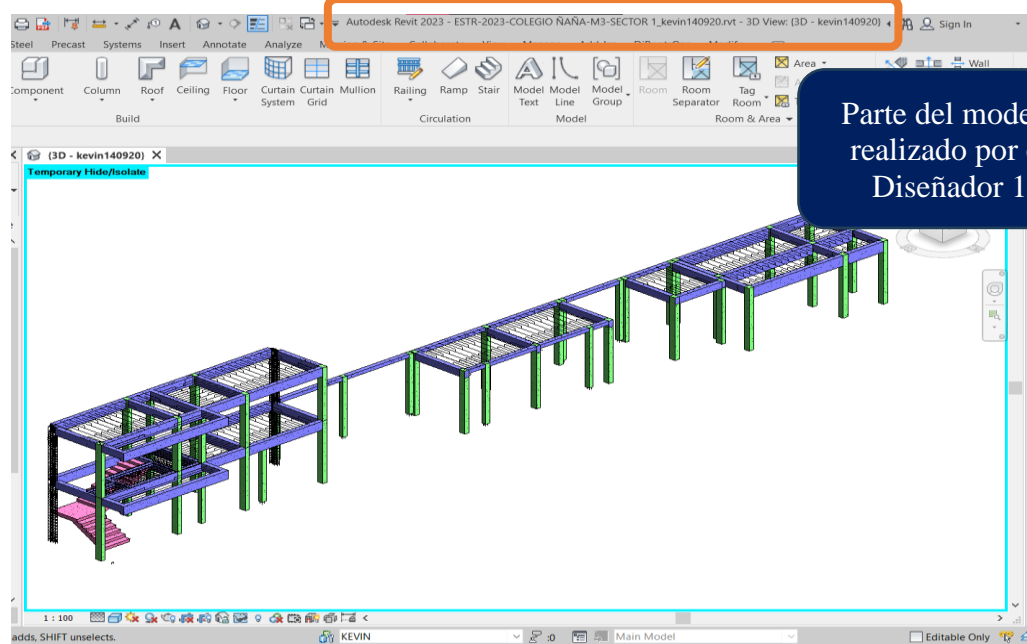 Autodesk Revit 2023 - ESTR-2023-COLEGIO ÑAÑA-M3-SECTOR 1_kevin140920.rvt - 3D View: {3D - kevin140920}
Sign In
Steel Precast Systems Insert Annotate Analyze
Wall
Component Column Roof Ceiling Floor Curtain System Curtain Grid Mullion Railing Ramp Stair Model Text Model Line Model Group Room Room Separator Tag Room Area
Build Circulation Model Room & Area
Parte del mode
realizado por
Diseñador 1
{3D - kevin140920}
Temporary Hide/Isolate
1 : 100
adds, SHIFT unselects. KEVIN :0 Main Model Editable Only